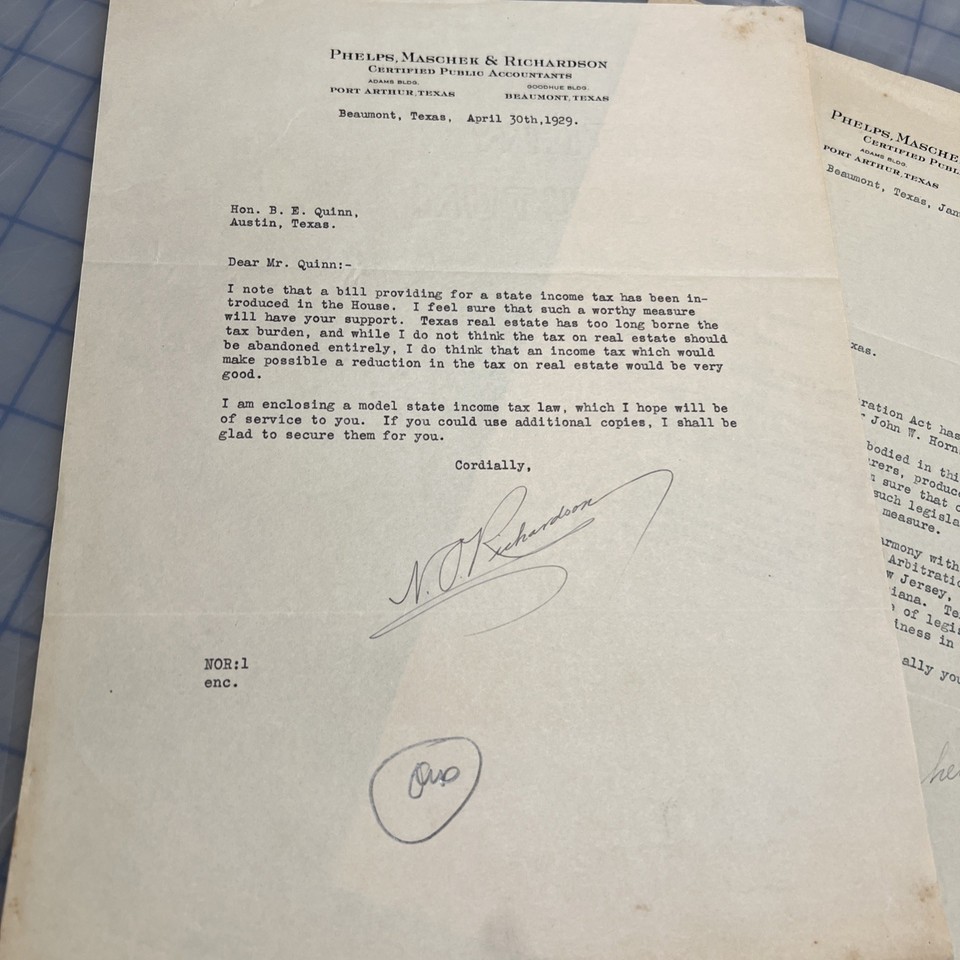 PHELPS, MASCHEK & RICHARDSON
CERTIFIED PUBLIC ACCOUNTANTS
ADAMS BLDG. GOODHUE BLDG.
PORT ARTHUR, TEXAS BEAUMONT, TEXAS
Beaumont, Texas, April 30th,1929.
Hon. B. E. Quinn,
Austin, Texas.
Dear Mr. Quinn:-
I note that a bill providing for a state income tax has been in-
troduced in the House. I feel sure that such a worthy measure
will have your support. Texas real estate has too long borne the
tax burden, and while I do not think the tax on real estate should
be abandoned entirely, I do think that an income tax which would
make possible a reduction in the tax on real estate would be very
good.
I am enclosing a model state income tax law, which I hope will be
of service to you. If you could use additional copies, I shall be
glad to secure them for you.
Cordially,
N. O. Richardson
NOR:l
enc.
PHELPS, MASCHE
CERTIFIED PUBL
ADAMS BLDG.
PORT ARTHUR, TEXAS
Beaumont, Texas, Jan
xas.
ration Act has
John W. Horn
bodied in thi
rers, produce
sure that o
such legisla
measure.
rmony with
Arbitratio
w Jersey,
iana. Te
of legis
iness in
ally you